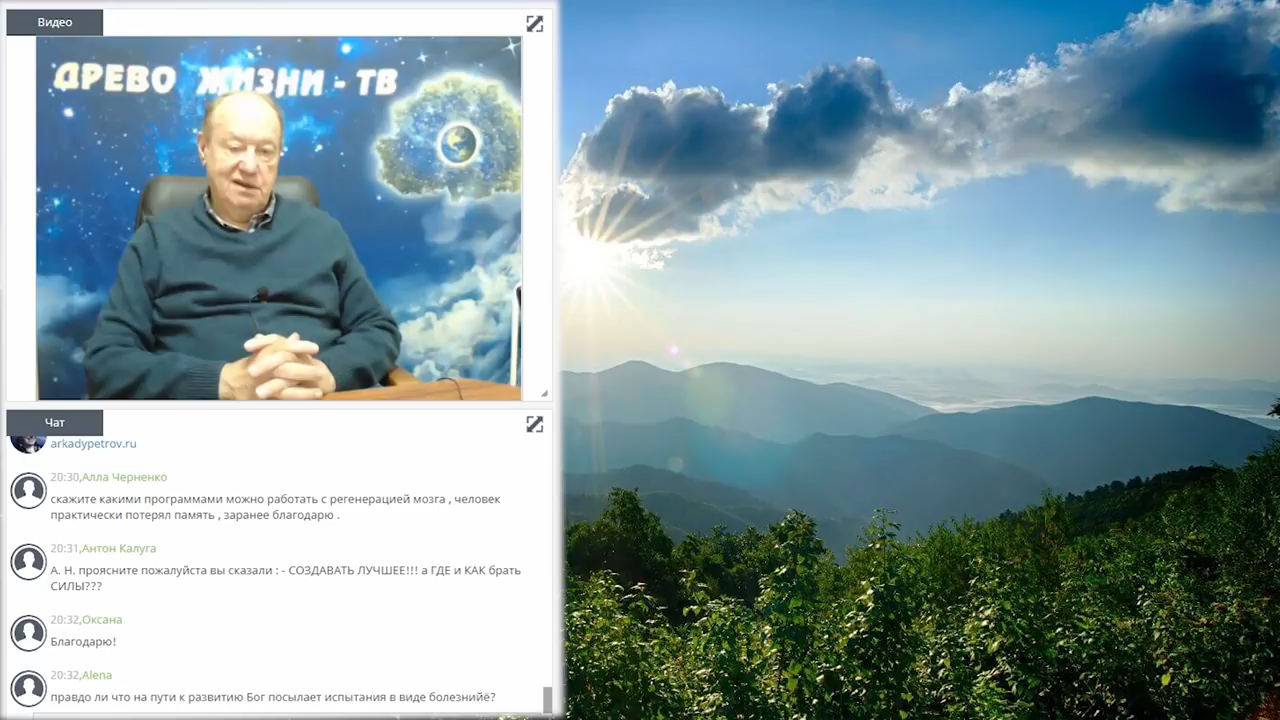 Видео
ДРЕВО ЖИЗНИ - ТВ
Чат
arkadypetrov.ru
20:30,Алла Черненко
скажите какими программами можно работать с регенерацией мозга , человек
практически потерял память , заранее благодарю .
20:31,Антон Калуга
А. Н. проясните пожалуйста вы сказали : - СОЗДАВАТЬ ЛУЧШЕЕ!!! а ГДЕ и КАК брать
СИЛЫ???
20:32,Оксана
Благодарю!
20:32,Alena
правдо ли что на пути к развитию Бог посылает испытания в виде болезнийё?